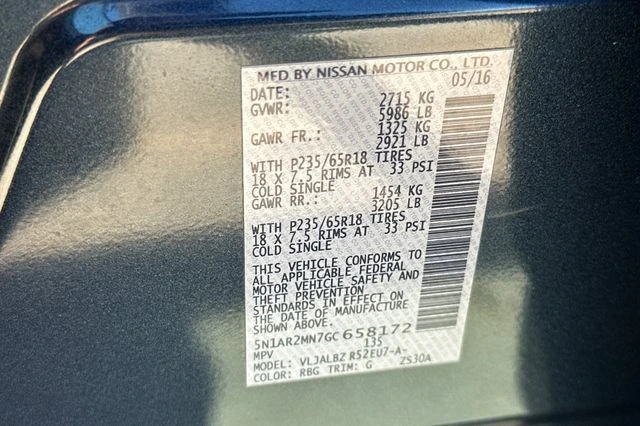 MFD BY NISSAN MOTOR CO., LTD.
DATE: 05/16
GVWR: 2715 KG
5986 LB
GAWR FR.: 1325 KG
2921 LB
WITH P235/65R18 TIRES
18 X 7.5 RIMS AT 33 PSI
COLD SINGLE
GAWR RR.: 1454 KG
3205 LB
WITH P235/65R18 TIRES
18 X 7.5 RIMS AT 33 PSI
COLD SINGLE
THIS VEHICLE CONFORMS TO
ALL APPLICABLE FEDERAL
MOTOR VEHICLE SAFETY AND
THEFT PREVENTION
STANDARDS IN EFFECT ON
THE DATE OF MANUFACTURE
SHOWN ABOVE.
5N1AR2MN7GC658172
MPV 135
MODEL: VLJALBZ R52EU7-A-
COLOR: RBG TRIM: G ZS30A